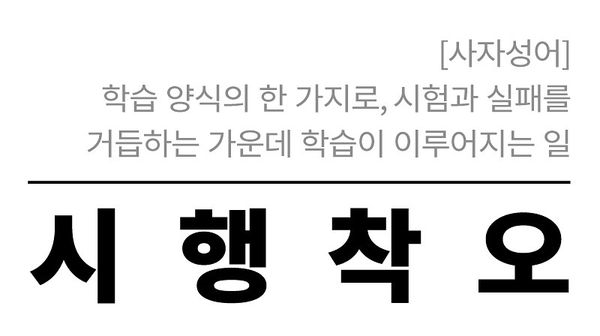 [사자성어]
학습 양식의 한 가지로, 시험과 실패를
거듭하는 가운데 학습이 이루어지는 일
시행착오